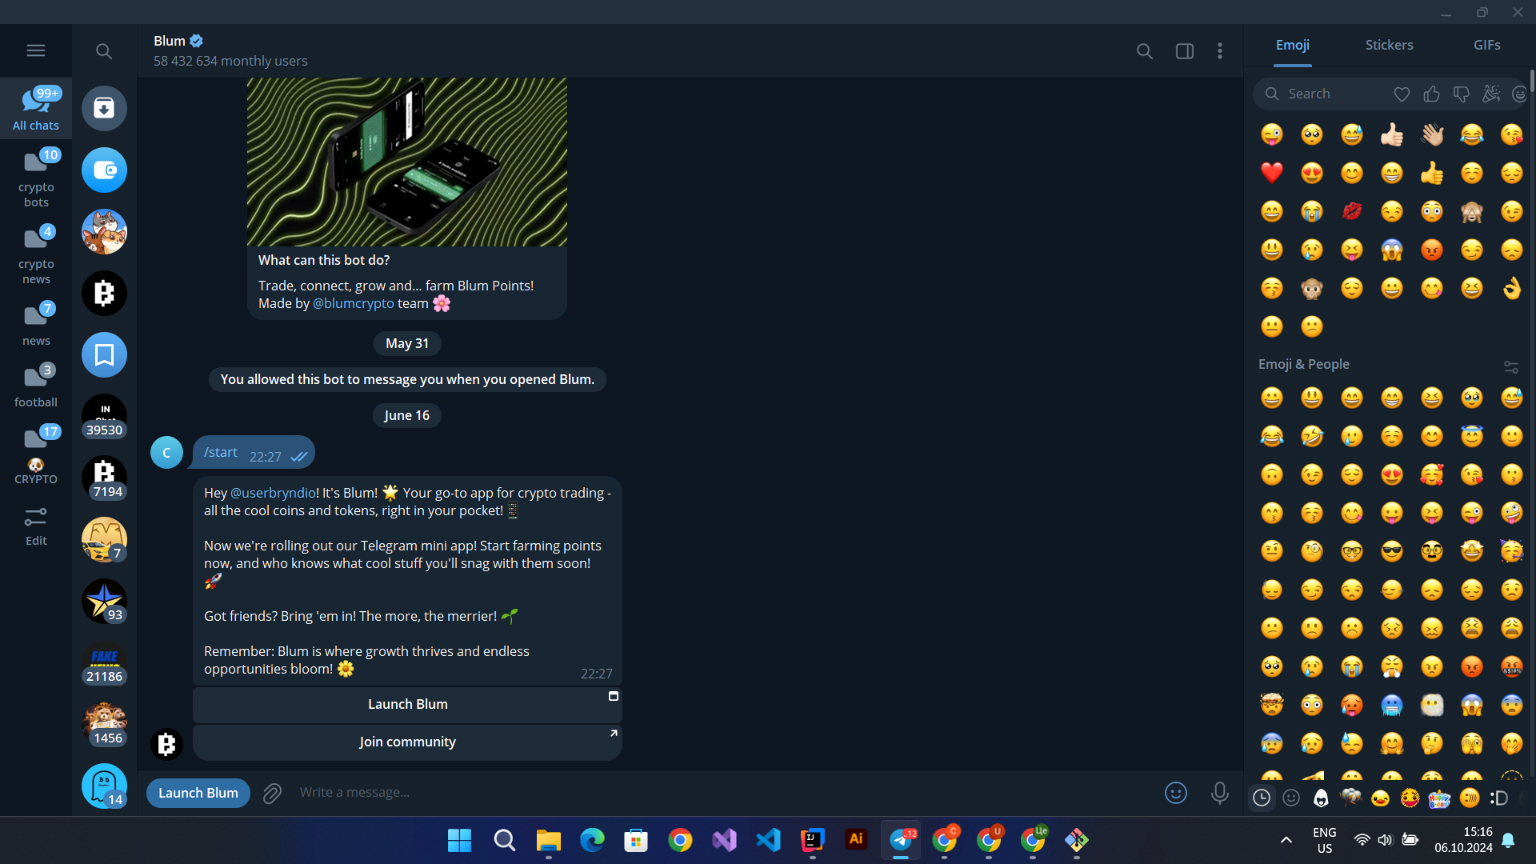 Blum
58 432 634 monthly users
Emoji
Stickers
GIFs
Search
99+
All chats
10
crypto
bots
4
crypto
news
7
news
3
football
17
CRYPTO
Edit
IN
39530
7194
7
93
FAKE
21186
1456
14
What can this bot do?
Trade, connect, grow and... farm Blum Points!
Made by @blumcrypto team 🌸
May 31
You allowed this bot to message you when you opened Blum.
June 16
C
/start
22:27
Hey @userbryndio! It's Blum! 🌟 Your go-to app for crypto trading -
all the cool coins and tokens, right in your pocket! 📱
Now we're rolling out our Telegram mini app! Start farming points
now, and who knows what cool stuff you'll snag with them soon!
🚀
Got friends? Bring 'em in! The more, the merrier! 🌱
Remember: Blum is where growth thrives and endless
opportunities bloom! 🌼
22:27
Launch Blum
Join community
Launch Blum
Write a message...
Emoji & People
:D
IJ
Ai
12
C
U
Це
ENG
US
15:16
06.10.2024